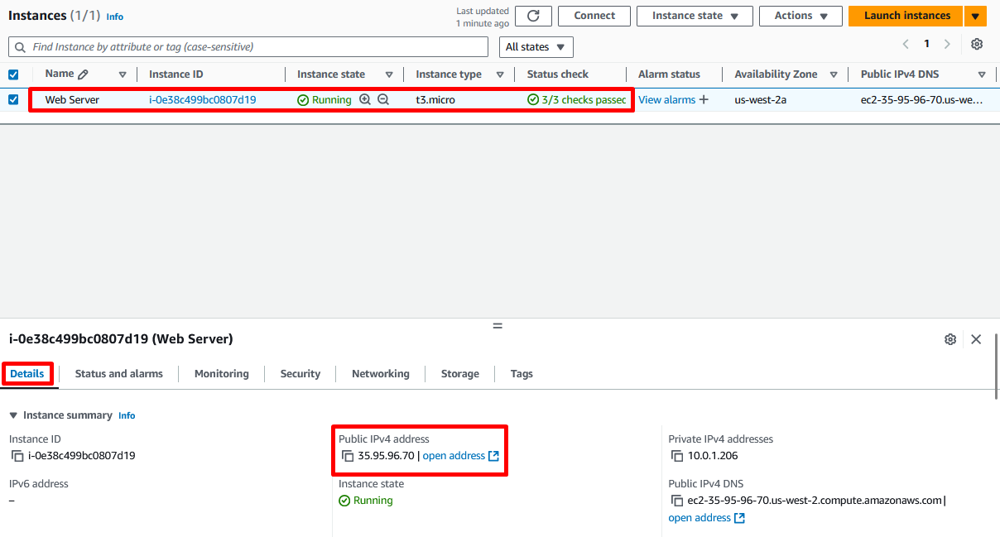 Instances (1/1) Info
Last updated
1 minute ago
Connect
Instance state
Actions
Launch instances
Find Instance by attribute or tag (case-sensitive)
All states
1
Name Instance ID Instance state Instance type Status check Alarm status Availability Zone Public IPv4 DNS
Web Server i-0e38c499bc0807d19 Running t3.micro 3/3 checks passed View alarms + us-west-2a ec2-35-95-96-70.us-we...
i-0e38c499bc0807d19 (Web Server)
Details Status and alarms Monitoring Security Networking Storage Tags
Instance summary Info
Instance ID
i-0e38c499bc0807d19
Public IPv4 address
35.95.96.70 | open address
Private IPv4 addresses
10.0.1.206
IPv6 address
–
Instance state
Running
Public IPv4 DNS
ec2-35-95-96-70.us-west-2.compute.amazonaws.com |
open address